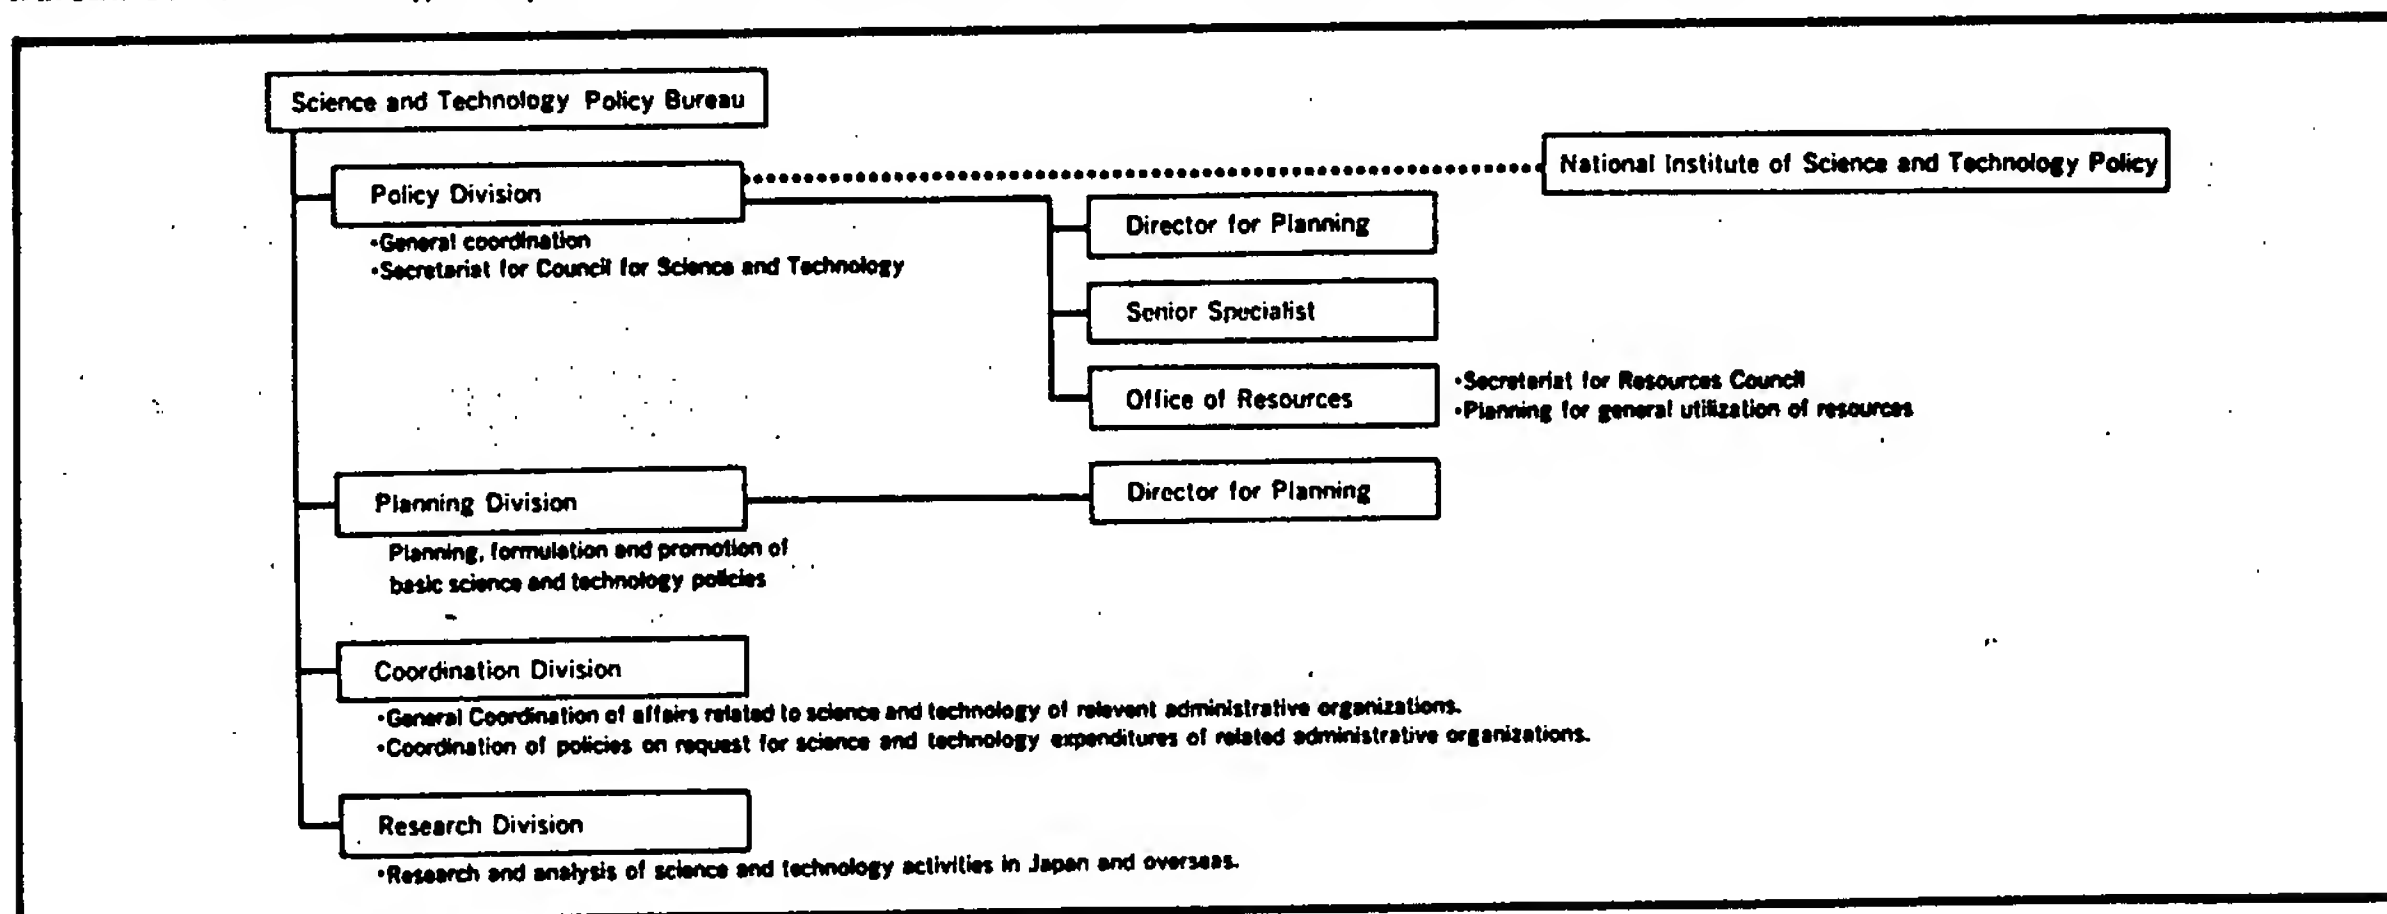 Science and Technology Policy Bureau
National Institute of Science and Technology Policy
Policy Division
•General coordination
•Secretariat for Council for Science and Technology
Director for Planning
Senior Specialist
Office of Resources
•Secretariat for Resources Council
•Planning for general utilization of resources
Planning Division
Planning, formulation and promotion of
basic science and technology policies
Director for Planning
Coordination Division
•General Coordination of affairs related to science and technology of relevent administrative organizations.
•Coordination of policies on request for science and technology expenditures of related administrative organizations.
Research Division
•Research and analysis of science and technology activities in Japan and overseas.